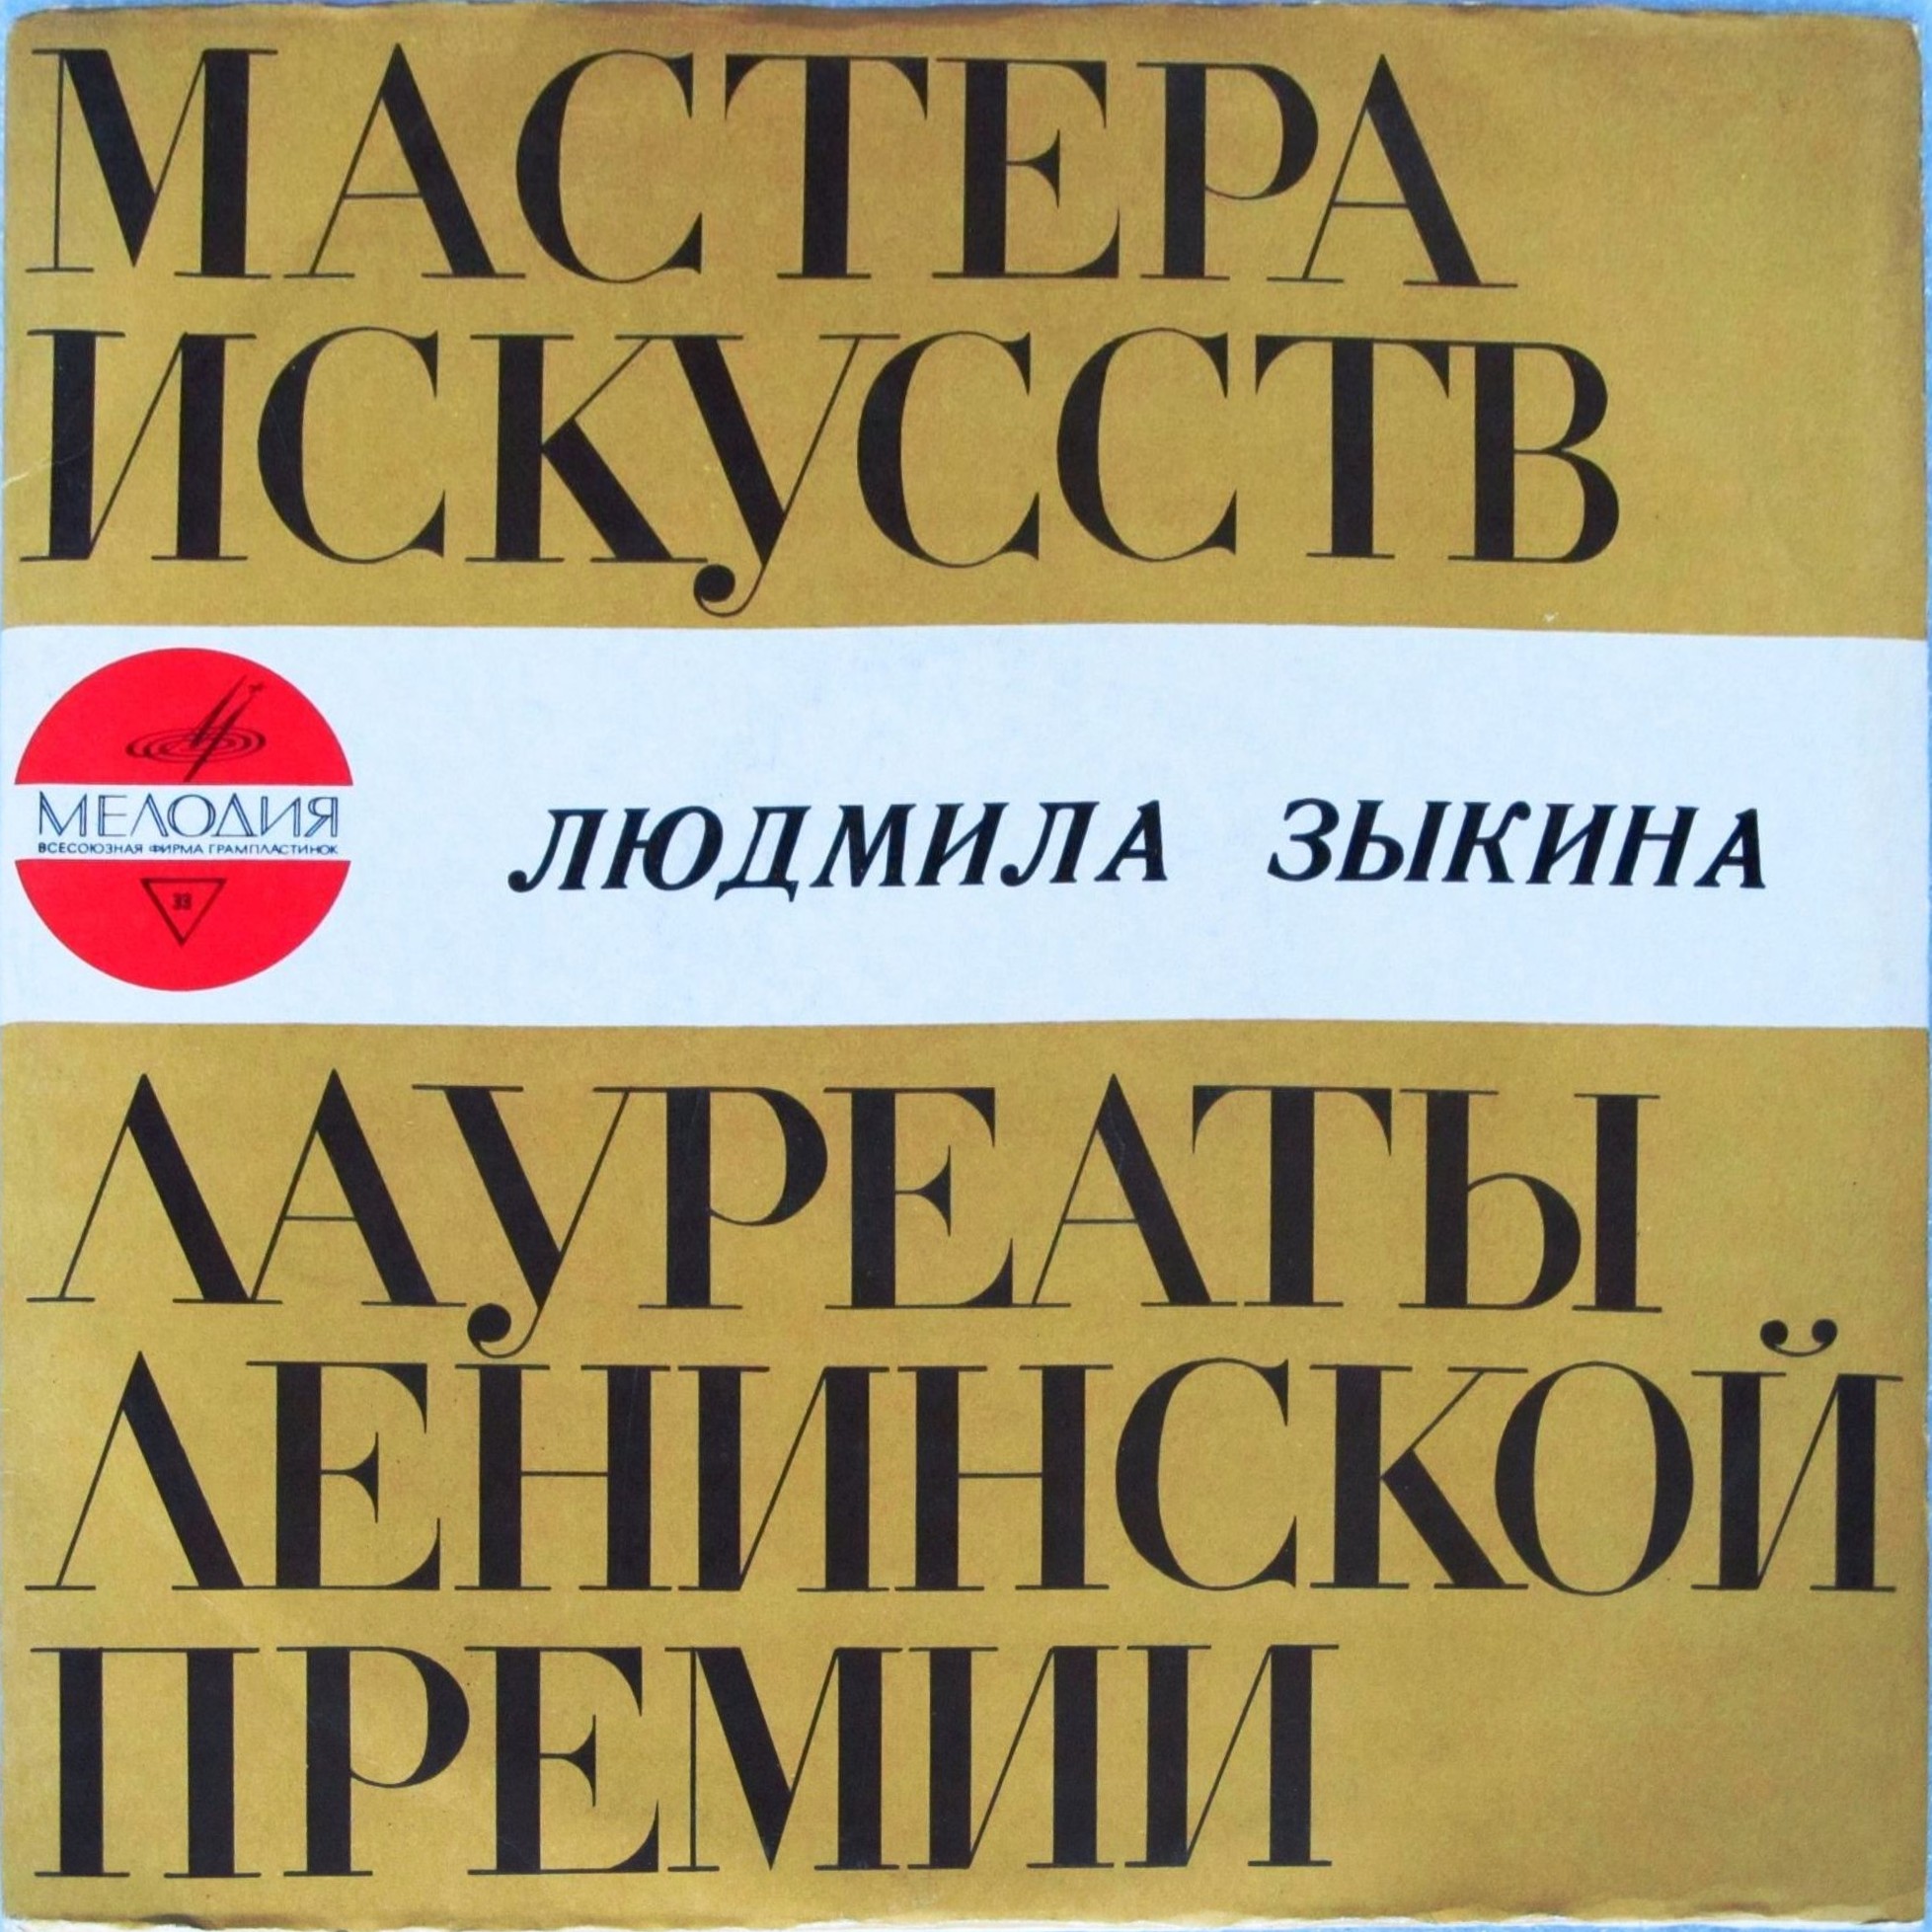 МАСТЕРА
ИСКУССТВ
МЕЛОДИЯ
ВСЕСОЮЗНАЯ ФИРМА ГРАМПЛАСТИНОК
33
ЛЮДМИЛА ЗЫКИНА
ЛАУРЕАТЫ
ЛЕНИНСКОЙ
ПРЕМИИ